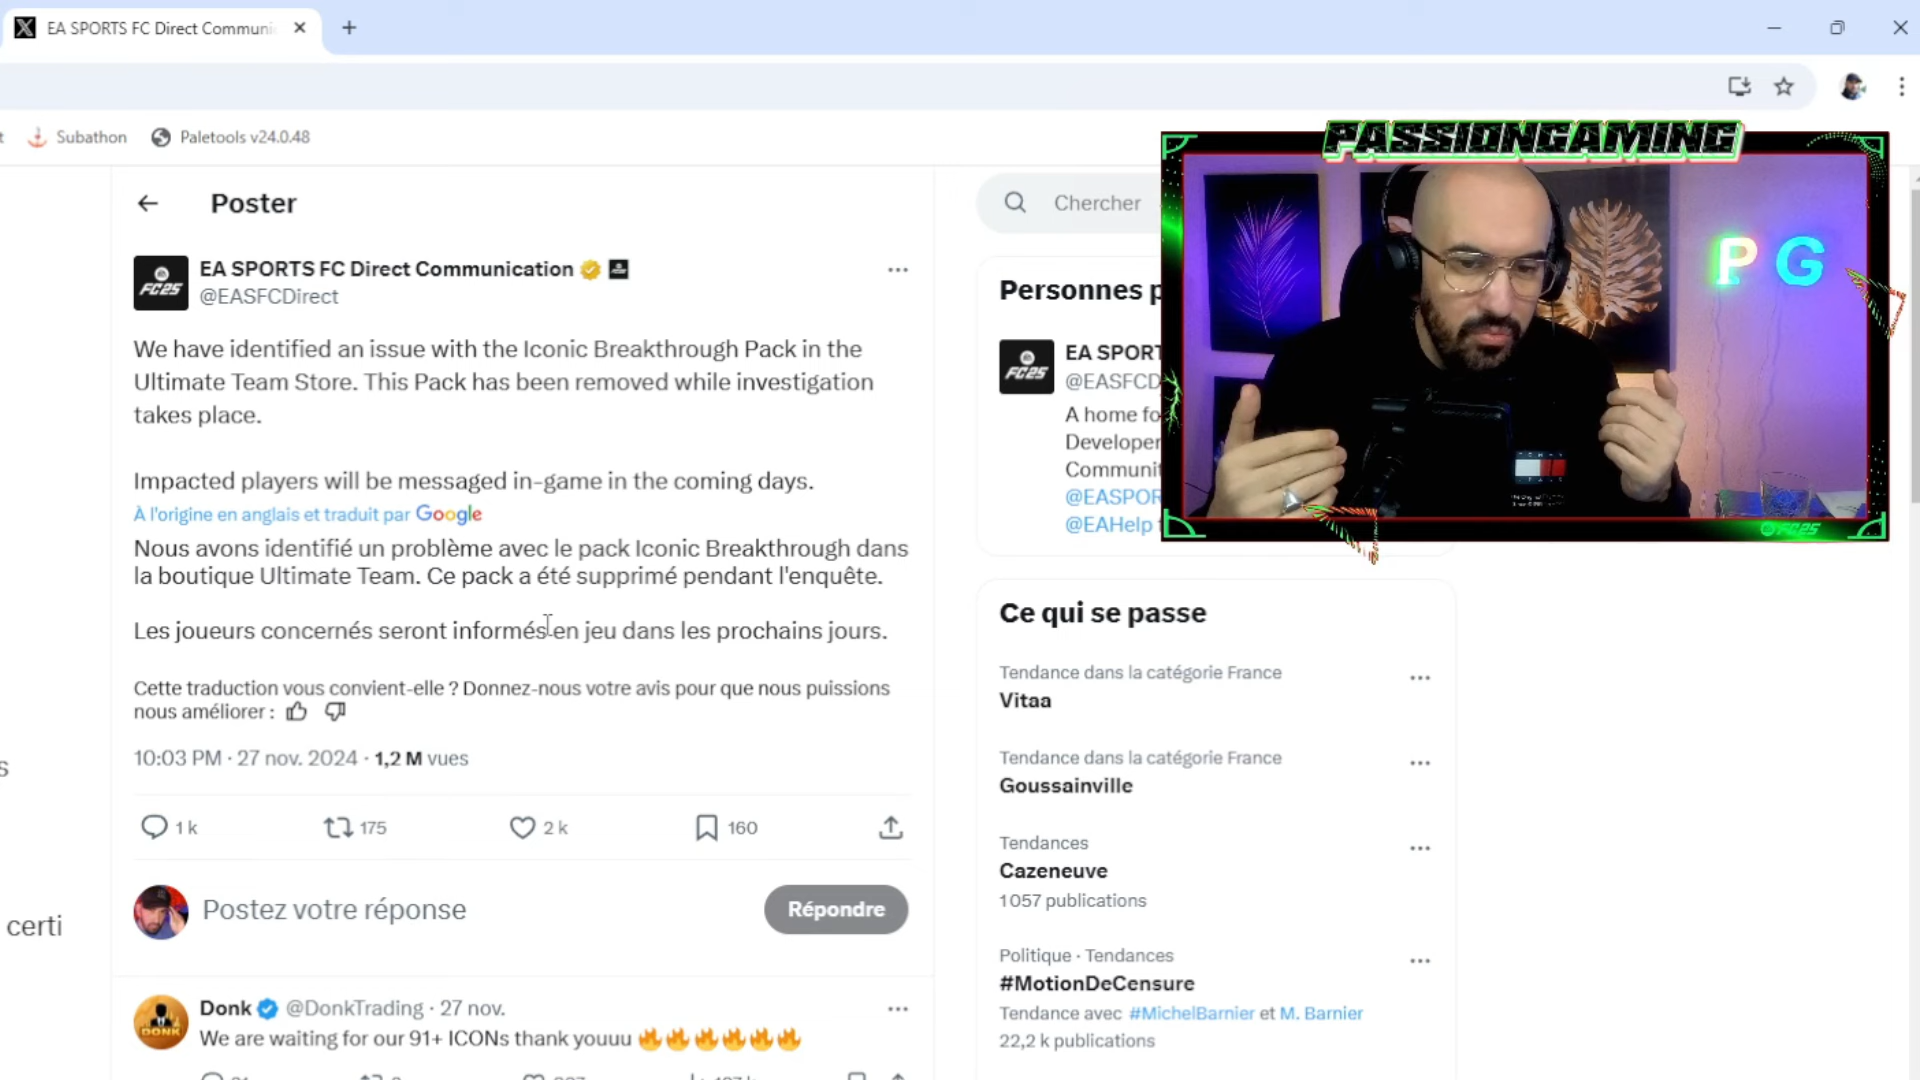 EA SPORTS FC Direct Communi
t
Subathon
Paletools v24.0.48
PASSIONGAMING
P G
FC25
Poster
EA SPORTS FC Direct Communication
@EASFCDirect
FC25
We have identified an issue with the Iconic Breakthrough Pack in the
Ultimate Team Store. This Pack has been removed while investigation
takes place.
Impacted players will be messaged in-game in the coming days.
À l'origine en anglais et traduit par Google
Nous avons identifié un problème avec le pack Iconic Breakthrough dans
la boutique Ultimate Team. Ce pack a été supprimé pendant l'enquête.
Les joueurs concernés seront informés en jeu dans les prochains jours.
Cette traduction vous convient-elle ? Donnez-nous votre avis pour que nous puissions
nous améliorer :
10:03 PM · 27 nov. 2024 · 1,2 M vues
1 k 175 2 k 160
Postez votre réponse
Répondre
s
certi
Donk @DonkTrading · 27 nov.
We are waiting for our 91+ ICONs thank youuu 🔥🔥🔥🔥🔥🔥
DONK
Chercher
Personnes p
EA SPORT
@EASFCD
FC25
A home fo
Developer
Communit
@EASPOR
@EAHelp
Ce qui se passe
Tendance dans la catégorie France
Vitaa
Tendance dans la catégorie France
Goussainville
Tendances
Cazeneuve
1 057 publications
Politique · Tendances
#MotionDeCensure
Tendance avec #MichelBarnier et M. Barnier
22,2 k publications